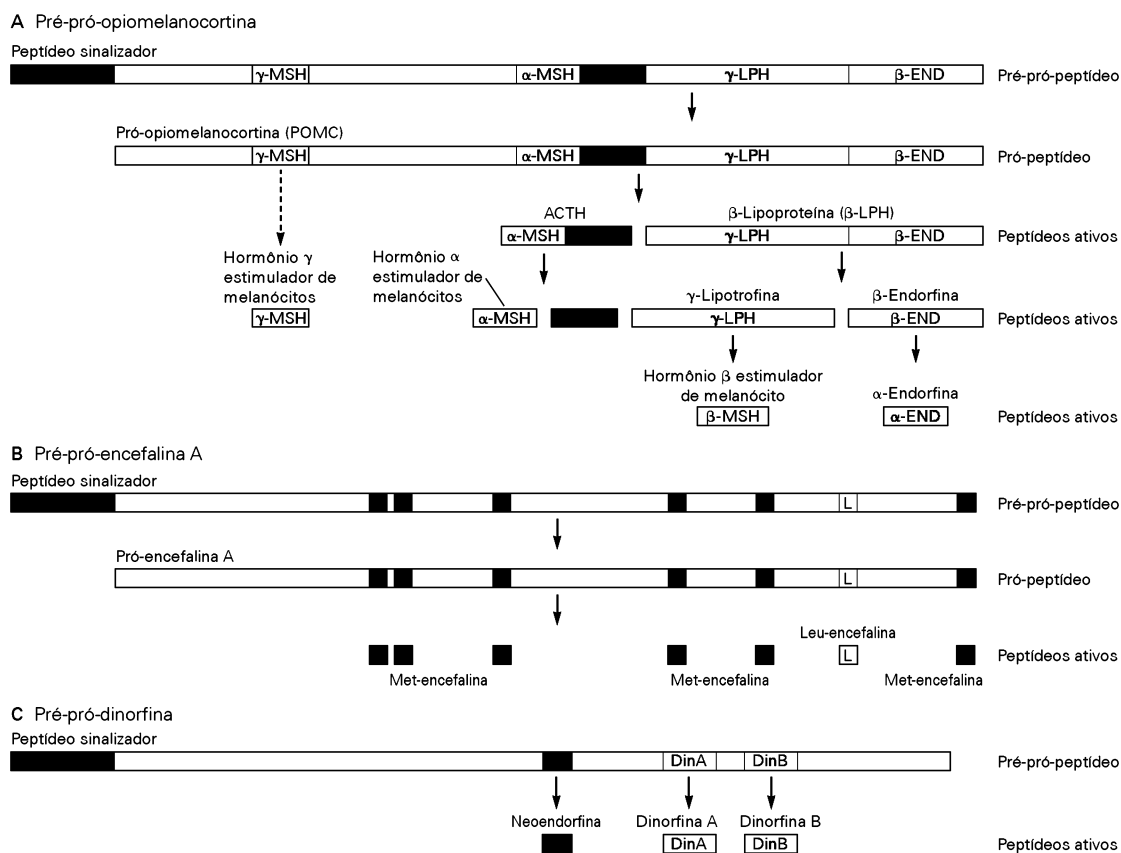 A Pré-pró-opiomelanocortina
Peptídeo sinalizador
γ-MSH α-MSH γ-LPH β-END Pré-pró-peptídeo
Pró-opiomelanocortina (POMC)
γ-MSH α-MSH γ-LPH β-END Pró-peptídeo
ACTH β-Lipoproteína (β-LPH)
α-MSH γ-LPH β-END Peptídeos ativos
Hormônio γ
estimulador de
melanócitos
Hormônio α
estimulador de
melanócitos
γ-Lipotrofina β-Endorfina
γ-MSH α-MSH γ-LPH β-END Peptídeos ativos
Hormônio β estimulador
de melanócito
α-Endorfina
β-MSH α-END Peptídeos ativos
B Pré-pró-encefalina A
Peptídeo sinalizador
L Pré-pró-peptídeo
Pró-encefalina A
L Pró-peptídeo
Leu-encefalina
L Peptídeos ativos
Met-encefalina Met-encefalina Met-encefalina
C Pré-pró-dinorfina
Peptídeo sinalizador
DinA DinB Pré-pró-peptídeo
Neoendorfina Dinorfina A Dinorfina B
DinA DinB Peptídeos ativos